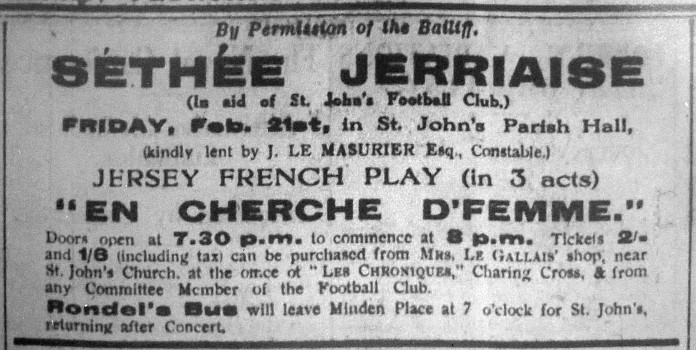 By Permission of the Bailiff.
SÉTHÉE JERRIAISE
(In aid of St. John's Football Club.)
FRIDAY, Feb. 21st, in St. John's Parish Hall,
(kindly lent by J. LE MASURIER Esq., Constable.)
JERSEY FRENCH PLAY (in 3 acts)
"EN CHERCHE D'FEMME."
Doors open at 7.30 p.m. to commence at 8 p.m. Tickets 2/-
and 1/6 (including tax) can be purchased from MRS. LE GALLAIS' shop, near
St. John's Church, at the office of "LES CHRONIQUES," Charing Cross, & from
any Committee Member of the Football Club.
Rondel's Bus will leave Minden Place at 7 o'clock for St. John's,
returning after Concert.